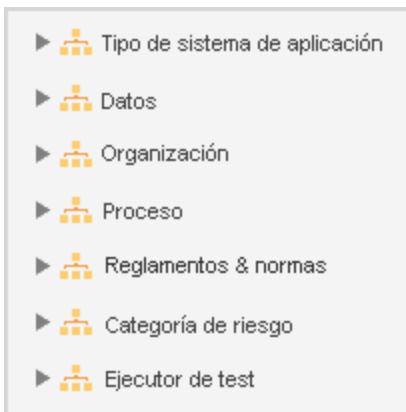 Tipo de sistema de aplicación
Datos
Organización
Proceso
Reglamentos & normas
Categoría de riesgo
Ejecutor de test